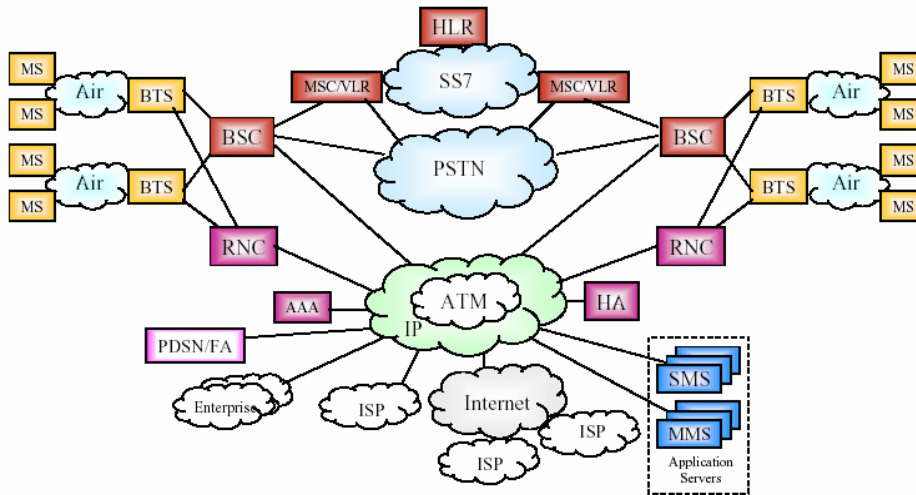 HLR
MS
Air
BTS
MSC/VLR
SS7
MSC/VLR
BTS
Air
MS
MS
MS
BSC
BSC
MS
PSTN
MS
Air
BTS
BTS
Air
MS
MS
RNC
RNC
AAA
ATM
HA
IP
PDSN/FA
SMS
Enterprise
ISP
Internet
ISP
MMS
ISP
Application
Servers